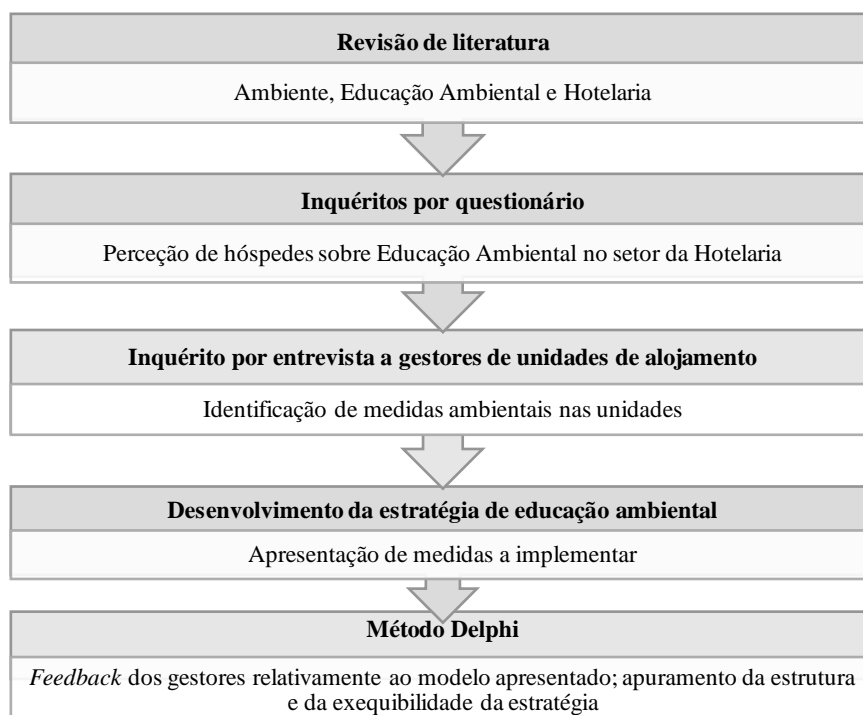 Revisão de literatura
Ambiente, Educação Ambiental e Hotelaria
Inquéritos por questionário
Perceção de hóspedes sobre Educação Ambiental no setor da Hotelaria
Inquérito por entrevista a gestores de unidades de alojamento
Identificação de medidas ambientais nas unidades
Desenvolvimento da estratégia de educação ambiental
Apresentação de medidas a implementar
Método Delphi
Feedback dos gestores relativamente ao modelo apresentado; apuramento da estrutura
e da exequibilidade da estratégia